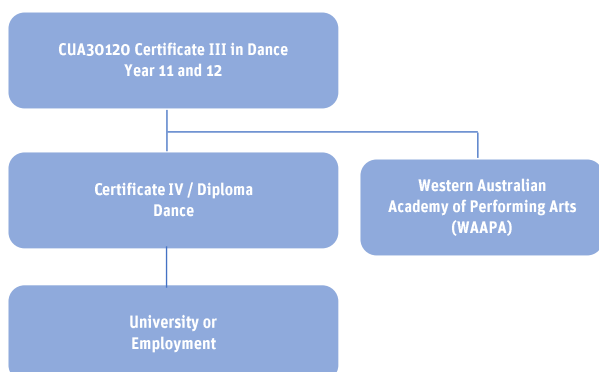 CUA30120 Certificate III in Dance
Year 11 and 12
Certificate IV / Diploma
Dance
Western Australian
Academy of Performing Arts
(WAAPA)
University or
Employment